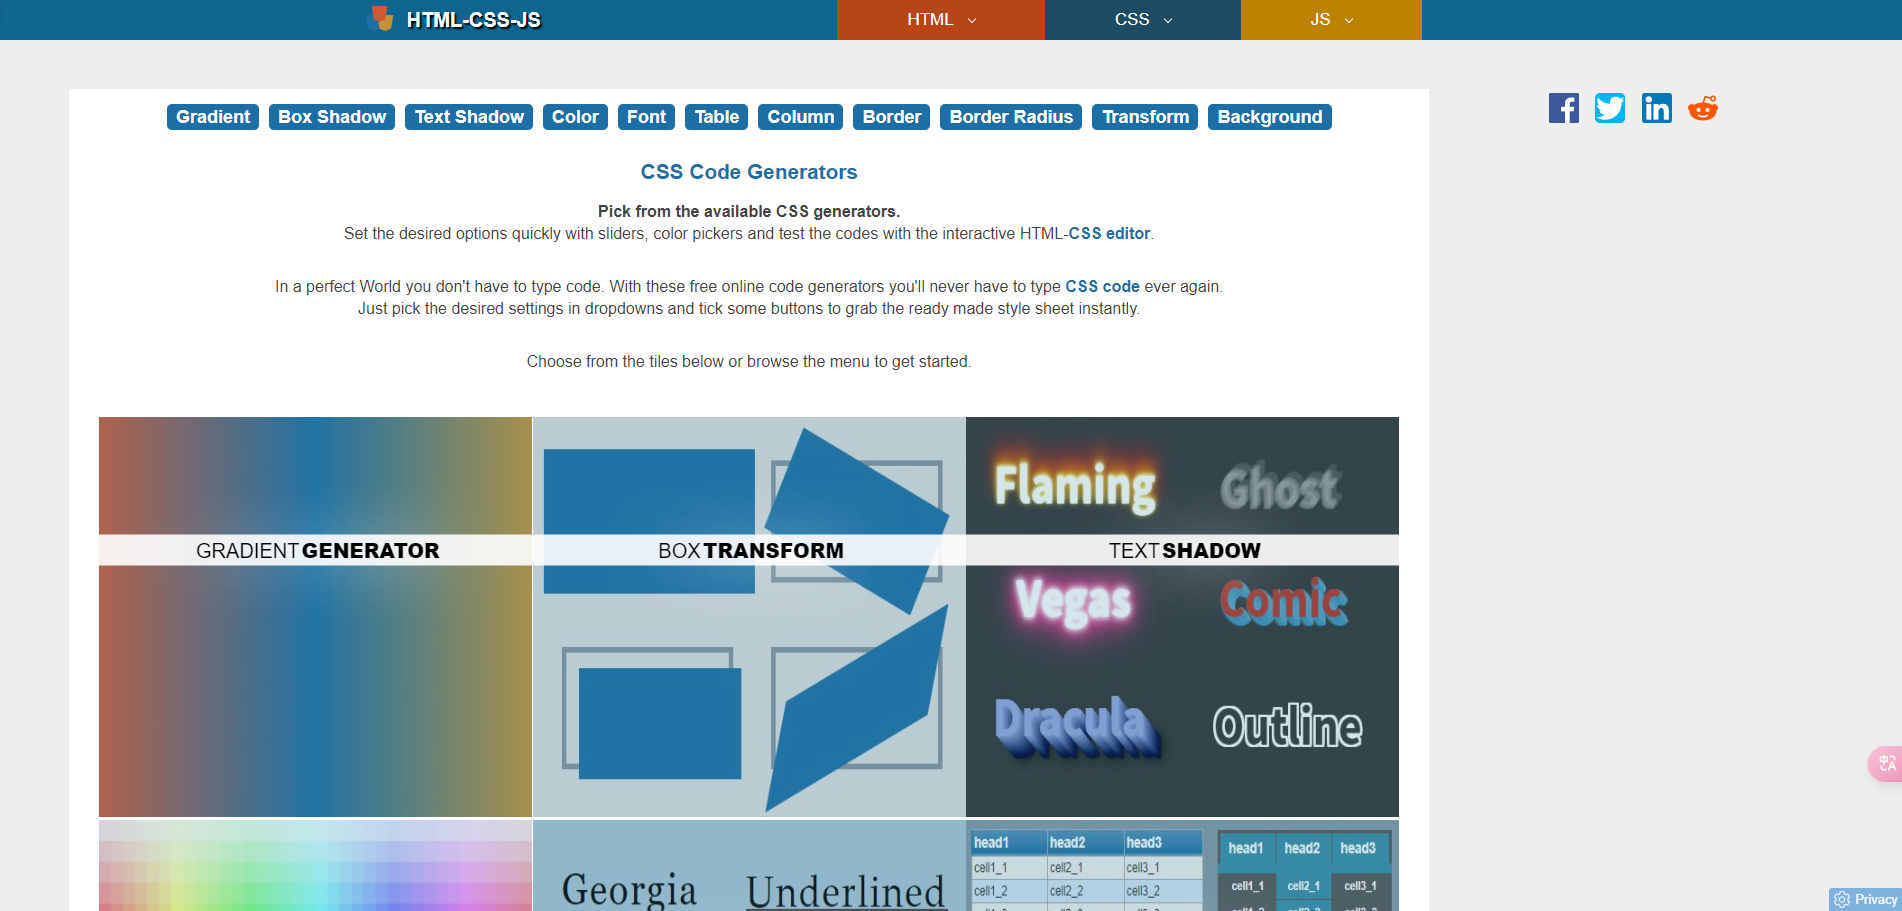 HTML-CSS-JS
HTML
CSS
JS
Gradient
Box Shadow
Text Shadow
Color
Font
Table
Column
Border
Border Radius
Transform
Background
CSS Code Generators
Pick from the available CSS generators.
Set the desired options quickly with sliders, color pickers and test the codes with the interactive HTML-CSS editor.
In a perfect World you don't have to type code. With these free online code generators you'll never have to type CSS code ever again.
Just pick the desired settings in dropdowns and tick some buttons to grab the ready made style sheet instantly.
Choose from the tiles below or browse the menu to get started.
GRADIENTGENERATOR
BOXTRANSFORM
Flaming
Ghost
TEXTSHADOW
Vegas
Comic
Dracula
Outline
Georgia
Underlined
head1 head2 head3
cell1_1 cell2_1 cell3_1
cell1_2 cell2_2 cell3_2
head1 head2 head3
cell1_1 cell2_1 cell3_1
Privacy